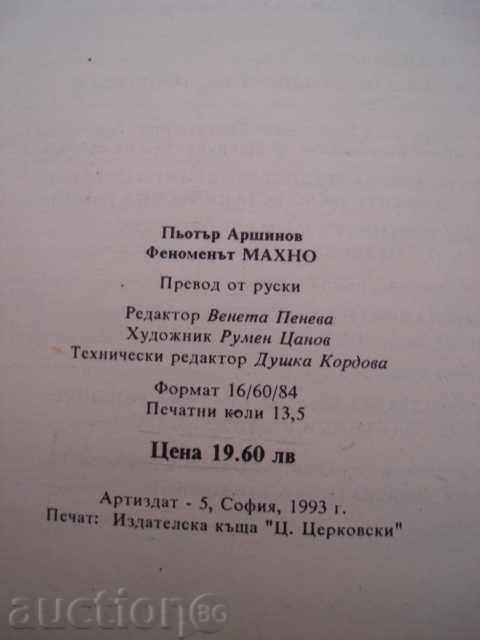 Пьотър Аршинов
Феноменът МАХНО
Превод от руски
Редактор Венета Пенева
Художник Румен Цанов
Технически редактор Душка Кордова
Формат 16/60/84
Печатни коли 13,5
Цена 19.60 лв
Артиздат - 5, София, 1993 г.
Печат: Издателска къща "Ц. Церковски"
auction BG